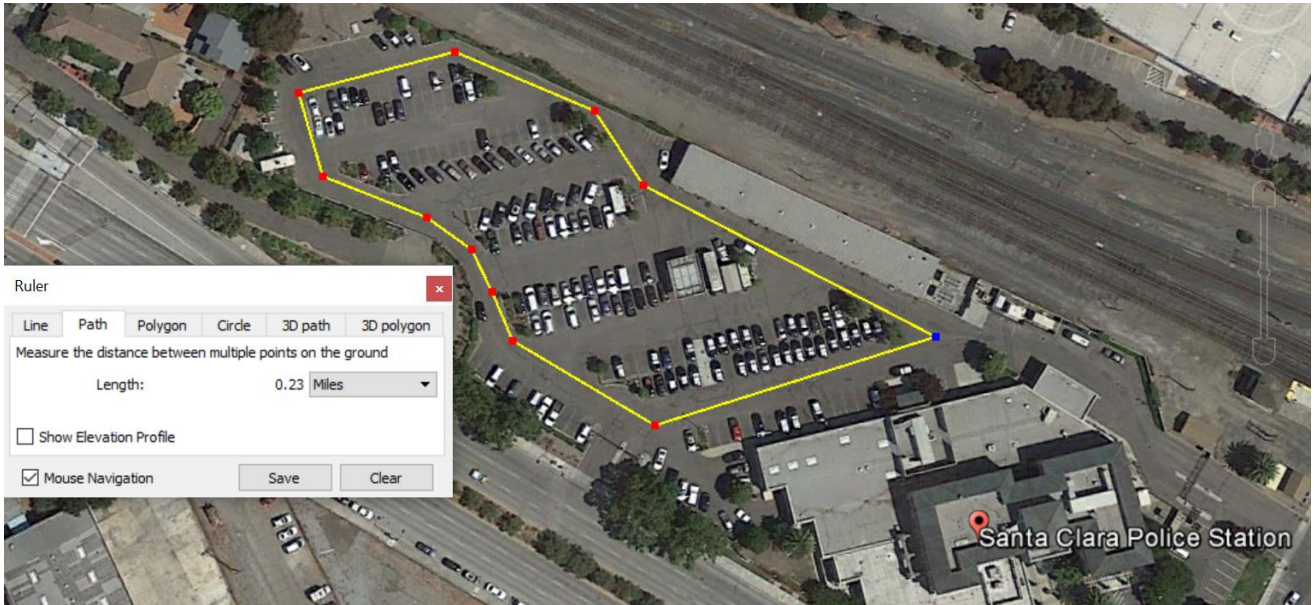 Ruler
x
Line Path Polygon Circle 3D path 3D polygon
Measure the distance between multiple points on the ground
Length: 0.23 Miles
Show Elevation Profile
Mouse Navigation Save Clear
Santa Clara Police Station